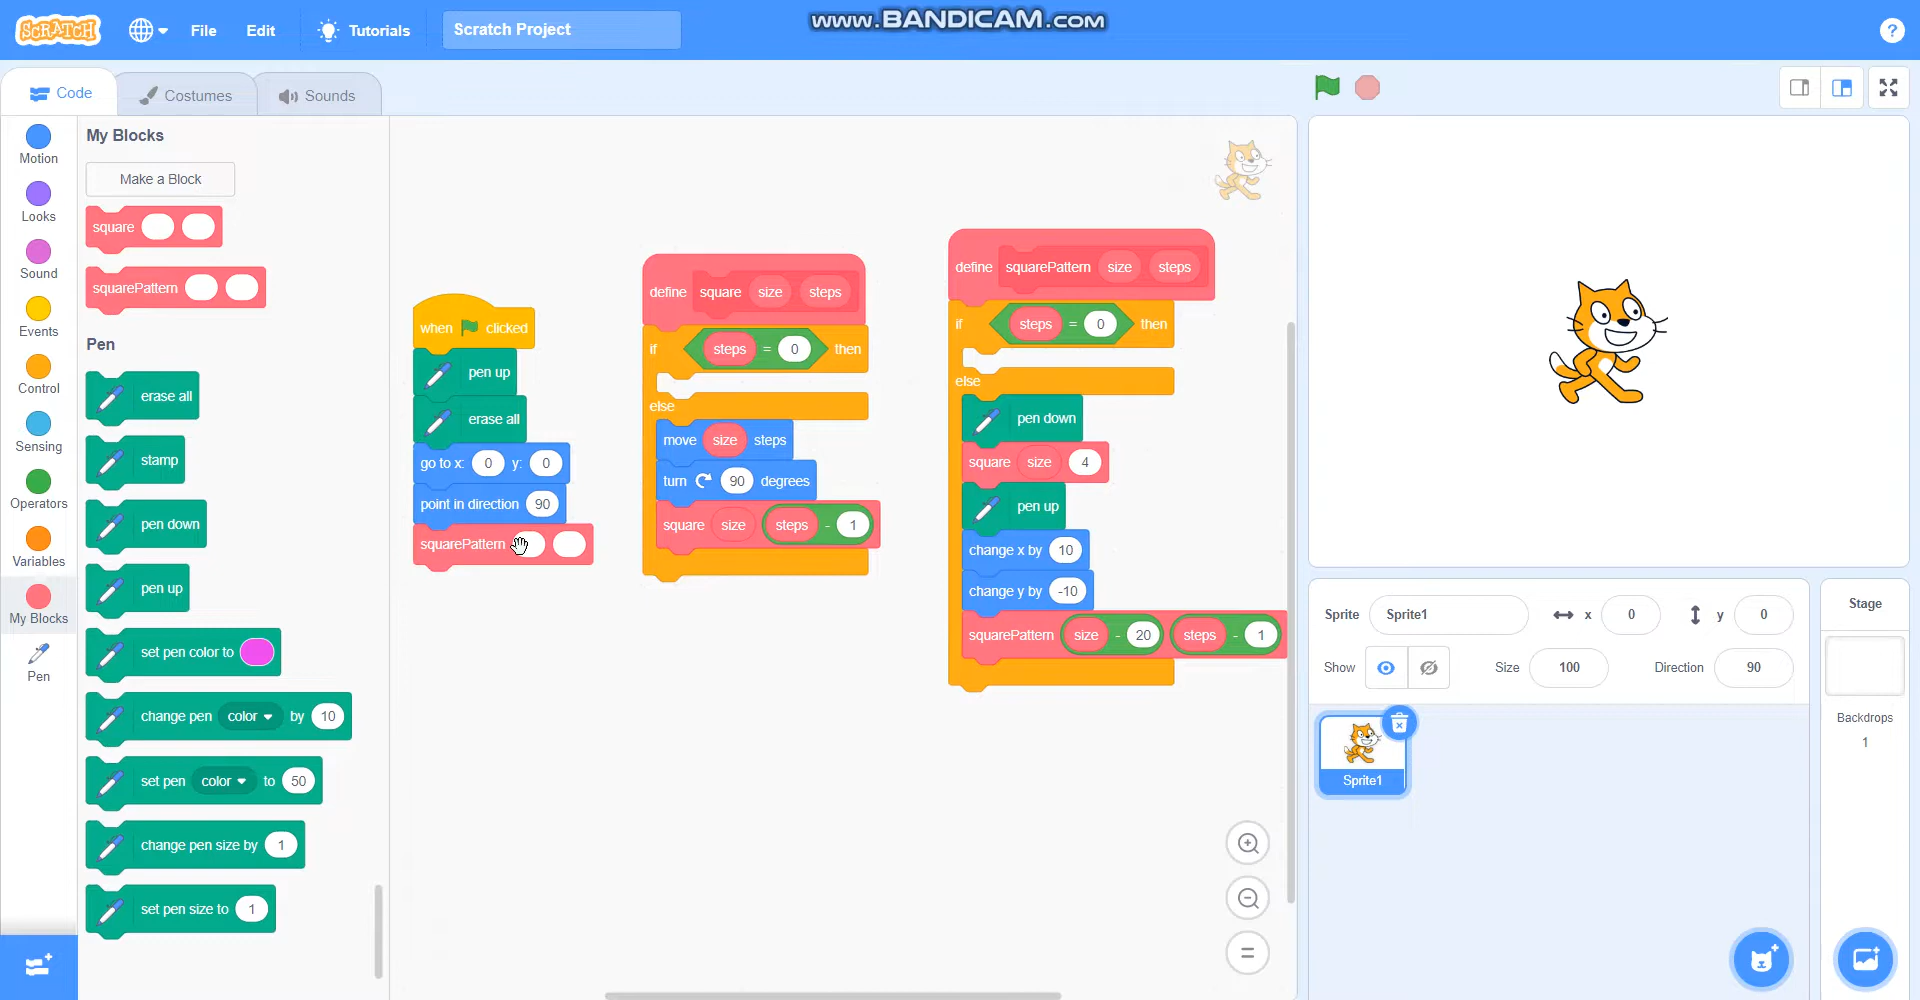 SCRATCH
File
Edit
Tutorials
Scratch Project
www.BANDICAM.com
?
Code
Costumes
Sounds
Motion
Looks
Sound
Events
Control
Sensing
Operators
Variables
My Blocks
Pen
My Blocks
Make a Block
square
squarePattern
Pen
erase all
stamp
pen down
pen up
set pen color to
change pen color by 10
set pen color to 50
change pen size by 1
set pen size to 1
when clicked
pen up
erase all
go to x: 0 y: 0
point in direction 90
squarePattern
define square size steps
if steps = 0 then
else
move size steps
turn 90 degrees
square size steps - 1
define squarePattern size steps
if steps = 0 then
else
pen down
square size 4
pen up
change x by 10
change y by -10
squarePattern size - 20 steps - 1
Sprite Sprite1 x 0 y 0
Show Size 100 Direction 90
Sprite1
Stage
Backdrops
1